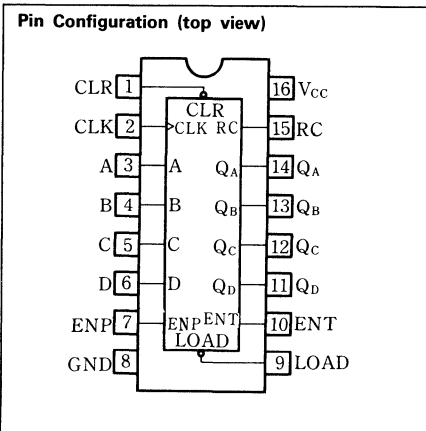 Pin Configuration (top view)
CLR 1 16 VCC
CLR
CLK 2 CLK RC 15 RC
A 3 A QA 14 QA
B 4 B QB 13 QB
C 5 C QC 12 QC
D 6 D QD 11 QD
ENP 7 ENP ENT 10 ENT
LOAD
GND 8 9 LOAD